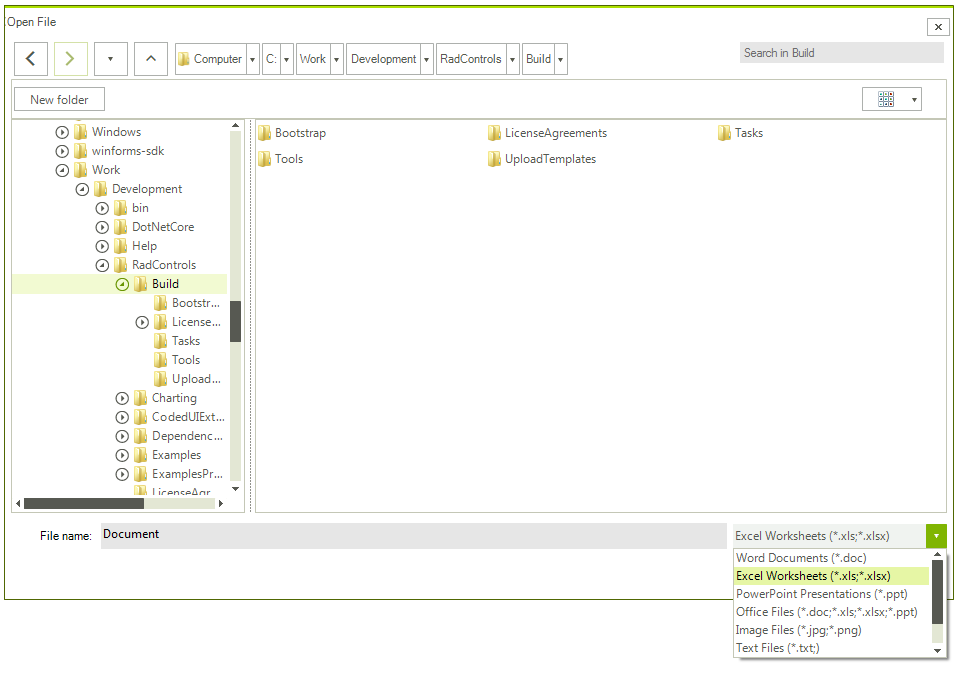 Open File
Computer C: Work Development RadControls Build
Search in Build
New folder
Windows
winforms-sdk
Work
Development
bin
DotNetCore
Help
RadControls
Build
Bootstr...
License...
Tasks
Tools
Upload...
Charting
CodedUIExt...
Dependenc...
Examples
ExamplesPr...
LicenseAgr
Bootstrap LicenseAgreements Tasks
Tools UploadTemplates
File name: Document Excel Worksheets (*.xls;*.xlsx)
Word Documents (*.doc)
Excel Worksheets (*.xls;*.xlsx)
PowerPoint Presentations (*.ppt)
Office Files (*.doc;*.xls;*.xlsx;*.ppt)
Image Files (*.jpg;*.png)
Text Files (*.txt;)